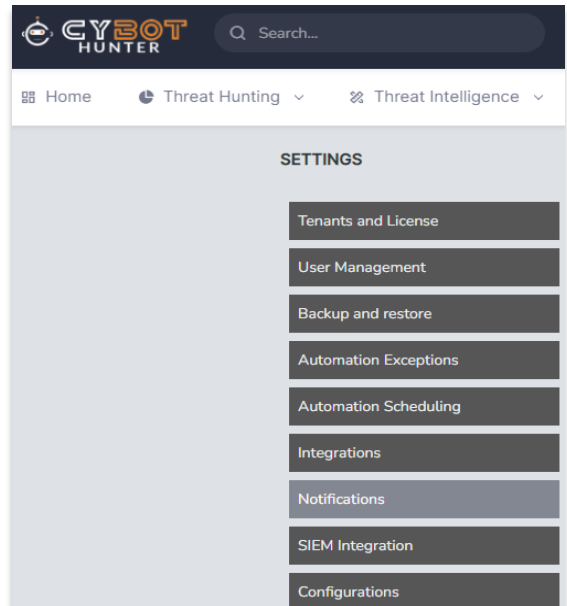 CYBOT
HUNTER
Search...
Home
Threat Hunting
Threat Intelligence
SETTINGS
Tenants and License
User Management
Backup and restore
Automation Exceptions
Automation Scheduling
Integrations
Notifications
SIEM Integration
Configurations